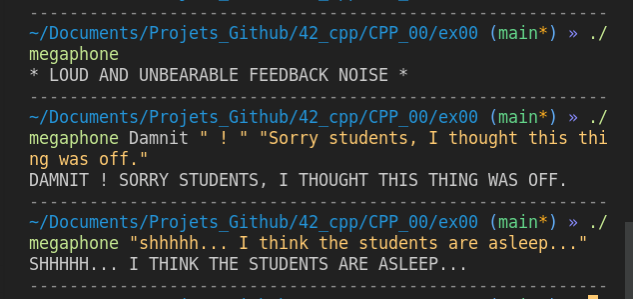 --------------------------------------------------------
~/Documents/Projets_Github/42_cpp/CPP_00/ex00 (main*) » ./
megaphone
* LOUD AND UNBEARABLE FEEDBACK NOISE *
--------------------------------------------------------
~/Documents/Projets_Github/42_cpp/CPP_00/ex00 (main*) » ./
megaphone Damnit " ! " "Sorry students, I thought this thi
ng was off."
DAMNIT ! SORRY STUDENTS, I THOUGHT THIS THING WAS OFF.
--------------------------------------------------------
~/Documents/Projets_Github/42_cpp/CPP_00/ex00 (main*) » ./
megaphone "shhhhh... I think the students are asleep..."
SHHHHH... I THINK THE STUDENTS ARE ASLEEP...
--------------------------------------------------------